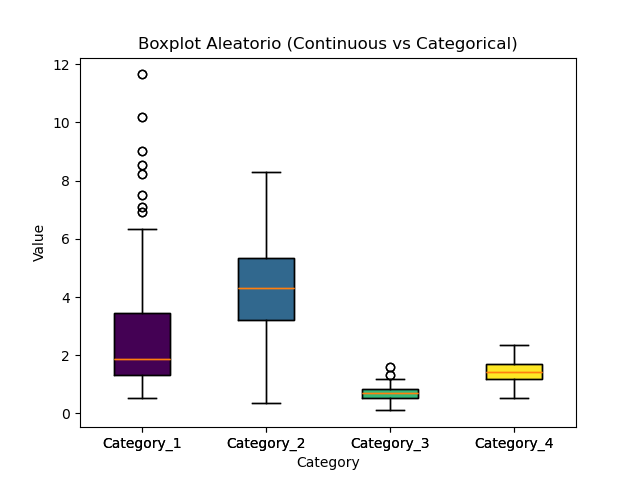 Boxplot Aleatorio (Continuous vs Categorical)
12
10
8
6
4
2
0
Value
Category_1 Category_2 Category_3 Category_4
Category